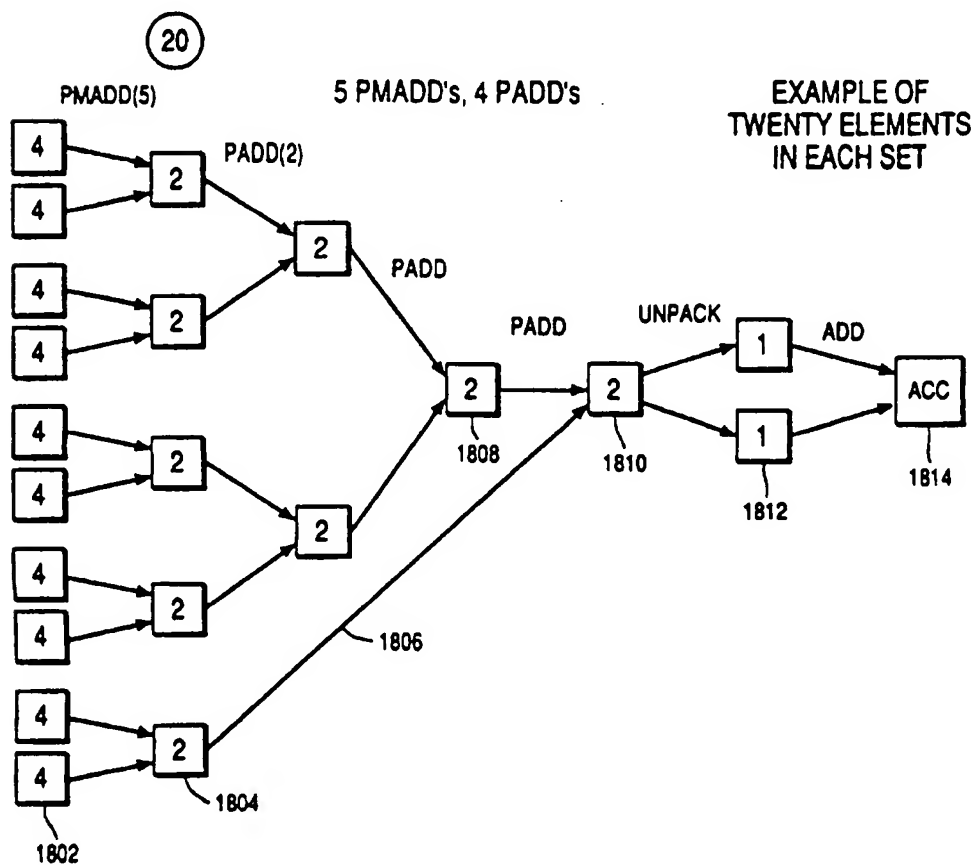 20
PMADD(5)
5 PMADD's, 4 PADD's
EXAMPLE OF
TWENTY ELEMENTS
IN EACH SET
4
4
2
PADD(2)
2
4
4
2
PADD
PADD
UNPACK
1
ADD
2
1808
2
1810
1
1812
ACC
1814
4
4
2
2
4
4
2
1806
4
4
1802
2
1804